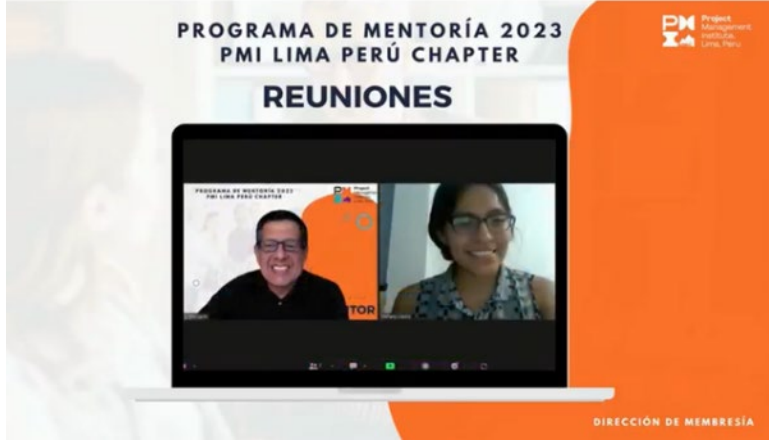 PROGRAMA DE MENTORÍA 2023
PMI LIMA PERÚ CHAPTER
REUNIONES
Project
Management
Institute.
Lima, Peru
PROGRAMA DE MENTORÍA 2023
PMI LIMA PERÚ CHAPTER
TOR
DIRECCIÓN DE MEMBRESÍA